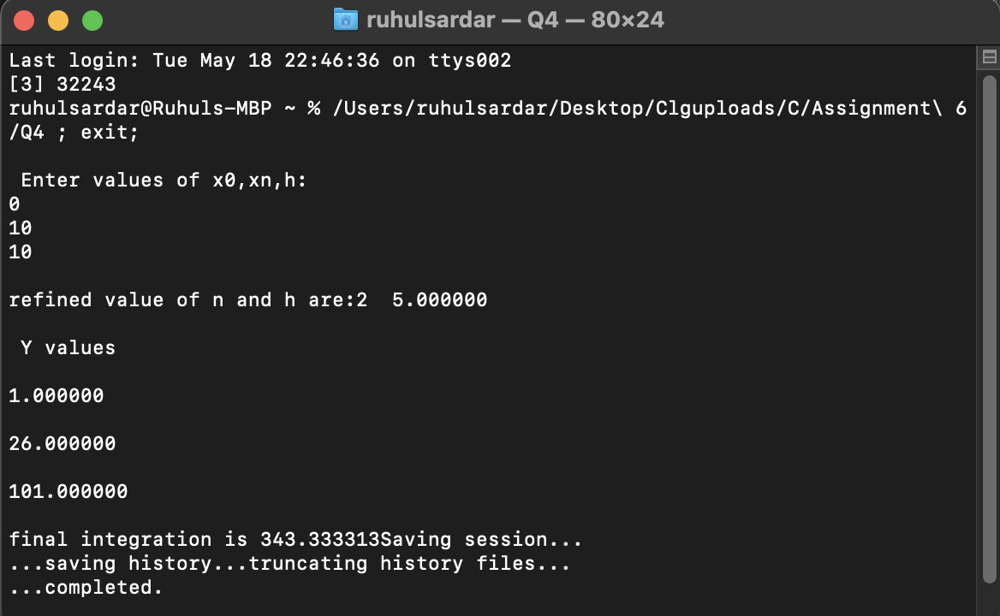 ruhulsardar — Q4 — 80×24
Last login: Tue May 18 22:46:36 on ttys002
[3] 32243
ruhulsardar@Ruhuls-MBP ~ % /Users/ruhulsardar/Desktop/Clguploads/C/Assignment\ 6
/Q4 ; exit;
Enter values of x0,xn,h:
0
10
10
refined value of n and h are:2  5.000000
Y values
1.000000
26.000000
101.000000
final integration is 343.333313Saving session...
...saving history...truncating history files...
...completed.